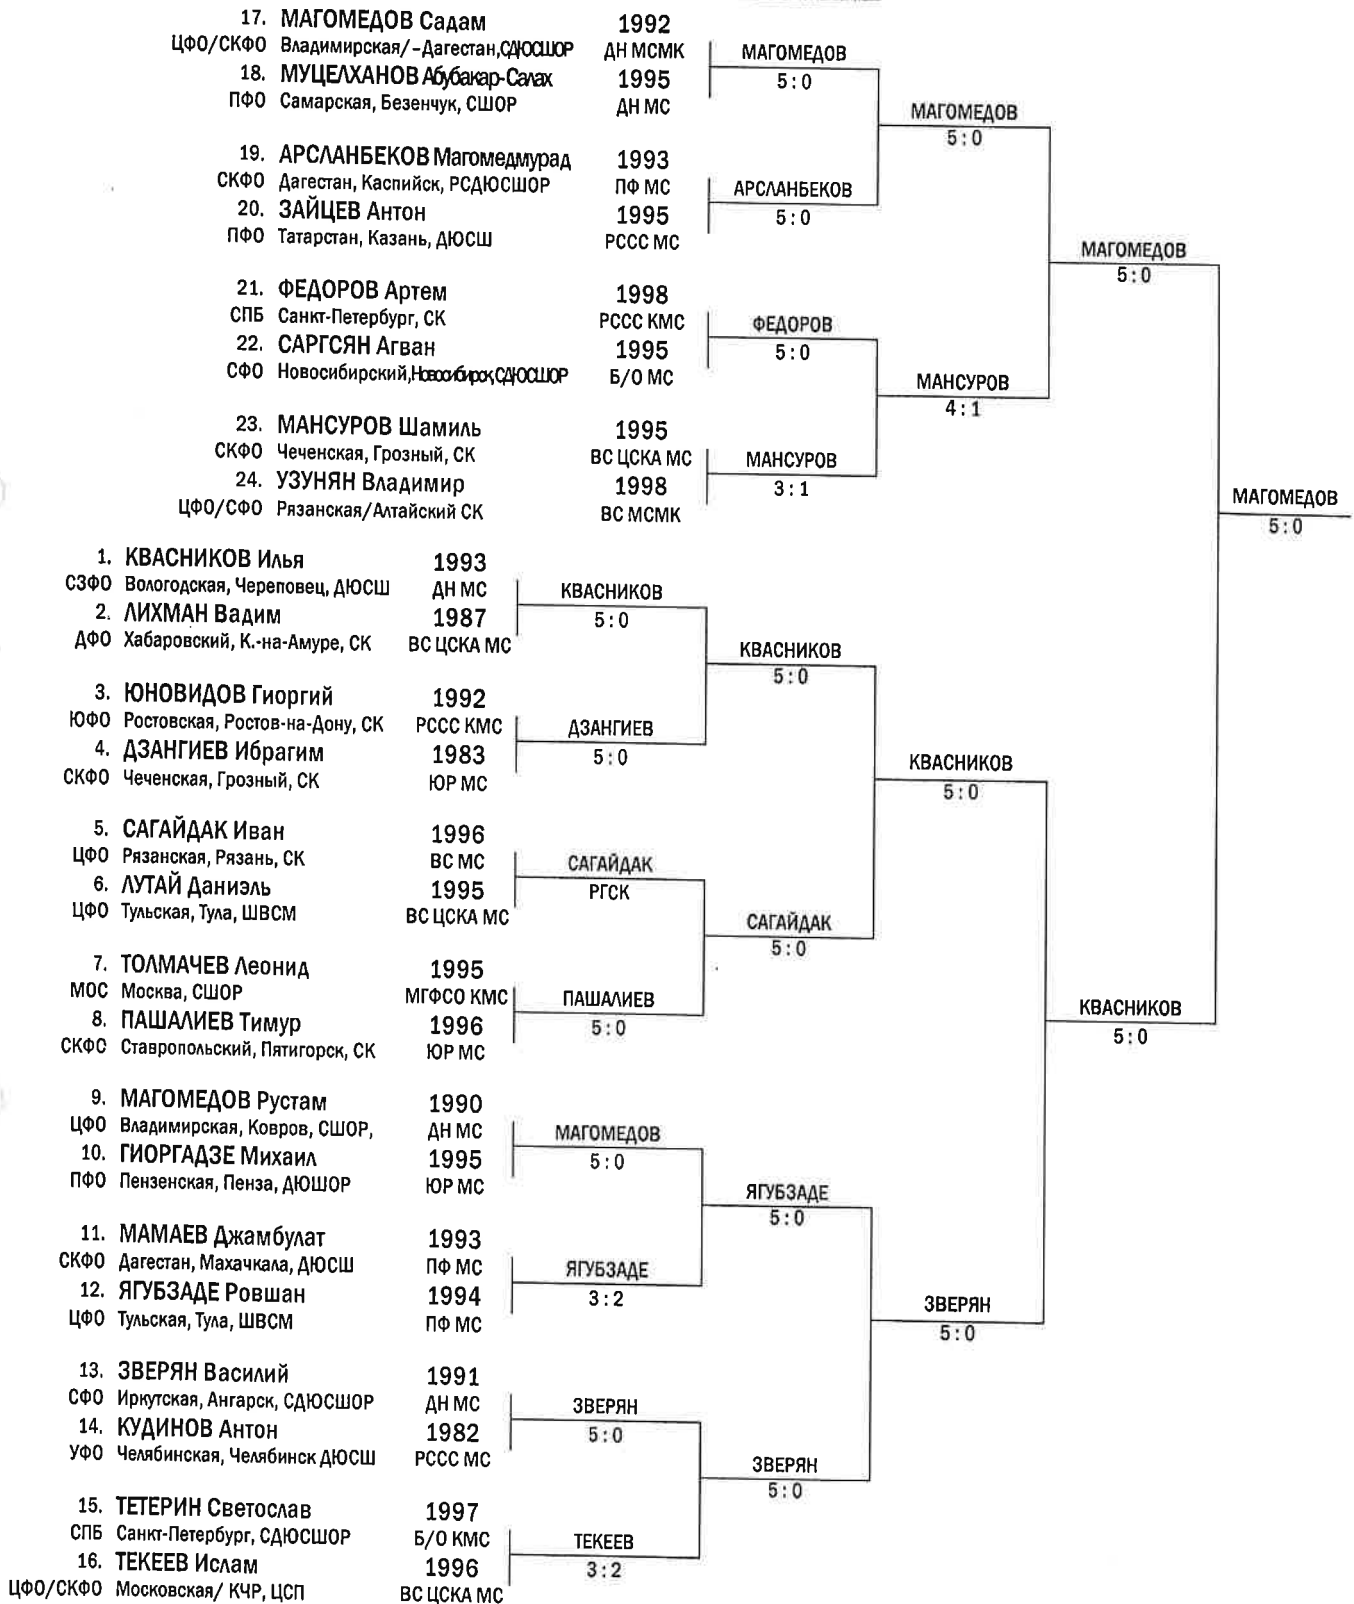 17. МАГОМЕДОВ Садам 1992
ЦФО/СКФО Владимирская/-Дагестан,СДЮСШОР ДН МСМК
МАГОМЕДОВ
5:0
18. МУЦЕЛХАНОВ Абубакар-Салах 1995
ПФО Самарская, Безенчук, СШОР ДН МС
МАГОМЕДОВ
5:0
19. АРСЛАНБЕКОВ Магомедмурад 1993
СКФО Дагестан, Каспийск, РСДЮСШОР ПФ МС
АРСЛАНБЕКОВ
5:0
20. ЗАЙЦЕВ Антон 1995
ПФО Татарстан, Казань, ДЮСШ РССС МС
МАГОМЕДОВ
5:0
21. ФЕДОРОВ Артем 1998
СПБ Санкт-Петербург, СК РССС КМС
ФЕДОРОВ
5:0
22. САРГСЯН Агван 1995
СФО Новосибирский,Новосибирск,СДЮСШОР Б/О МС
МАНСУРОВ
4:1
23. МАНСУРОВ Шамиль 1995
СКФО Чеченская, Грозный, СК ВС ЦСКА МС
МАНСУРОВ
3:1
24. УЗУНЯН Владимир 1998
ЦФО/СФО Рязанская/Алтайский СК ВС МСМК
МАГОМЕДОВ
5:0
1. КВАСНИКОВ Илья 1993
СЗФО Вологодская, Череповец, ДЮСШ ДН МС
КВАСНИКОВ
5:0
2. ЛИХМАН Вадим 1987
ДФО Хабаровский, К.-на-Амуре, СК ВС ЦСКА МС
КВАСНИКОВ
5:0
3. ЮНОВИДОВ Гиоргий 1992
ЮФО Ростовская, Ростов-на-Дону, СК РССС КМС
ДЗАНГИЕВ
5:0
4. ДЗАНГИЕВ Ибрагим 1983
СКФО Чеченская, Грозный, СК ЮР МС
КВАСНИКОВ
5:0
5. САГАЙДАК Иван 1996
ЦФО Рязанская, Рязань, СК ВС МС
САГАЙДАК
РГСК
6. ЛУТАЙ Даниэль 1995
ЦФО Тульская, Тула, ШВСМ ВС ЦСКА МС
САГАЙДАК
5:0
7. ТОЛМАЧЕВ Леонид 1995
МОС Москва, СШОР МГФСО КМС
ПАШАЛИЕВ
5:0
8. ПАШАЛИЕВ Тимур 1996
СКФС Ставропольский, Пятигорск, СК ЮР МС
КВАСНИКОВ
5:0
9. МАГОМЕДОВ Рустам 1990
ЦФО Владимирская, Ковров, СШОР, ДН МС
МАГОМЕДОВ
5:0
10. ГИОРГАДЗЕ Михаил 1995
ПФО Пензенская, Пенза, ДЮШОР ЮР МС
ЯГУБЗАДЕ
5:0
11. МАМАЕВ Джамбулат 1993
СКФО Дагестан, Махачкала, ДЮСШ ПФ МС
ЯГУБЗАДЕ
3:2
12. ЯГУБЗАДЕ Ровшан 1994
ЦФО Тульская, Тула, ШВСМ ПФ МС
ЗВЕРЯН
5:0
13. ЗВЕРЯН Василий 1991
СФО Иркутская, Ангарск, СДЮСШОР ДН МС
ЗВЕРЯН
5:0
14. КУДИНОВ Антон 1982
УФО Челябинская, Челябинск ДЮСШ РССС МС
ЗВЕРЯН
5:0
15. ТЕТЕРИН Светослав 1997
СПБ Санкт-Петербург, СДЮСШОР Б/О КМС
ТЕКЕЕВ
3:2
16. ТЕКЕЕВ Ислам 1996
ЦФО/СКФО Московская/ КЧР, ЦСП ВС ЦСКА МС